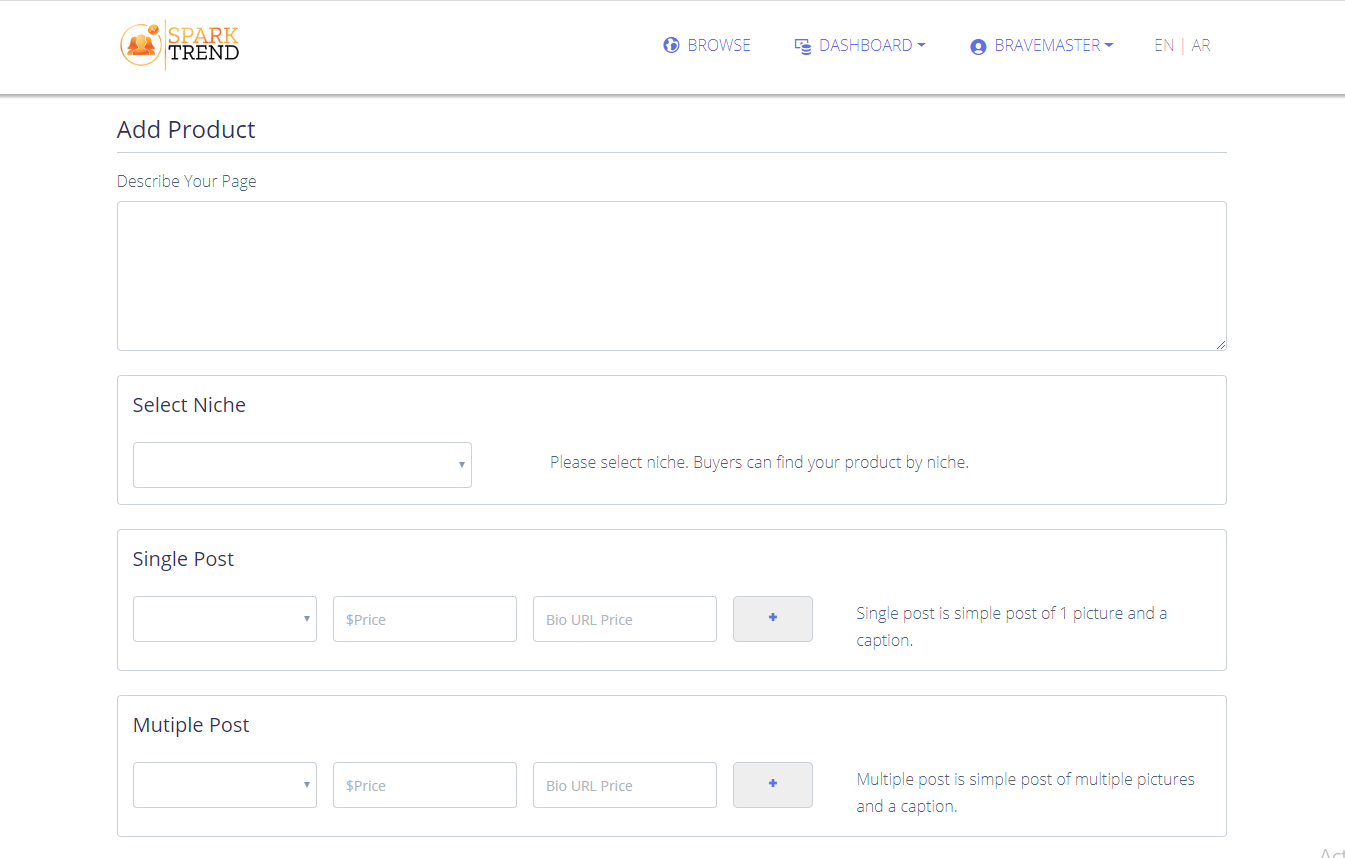 SPARK
TREND
BROWSE
DASHBOARD
BRAVEMASTER
EN | AR
Add Product
Describe Your Page
Select Niche
Please select niche. Buyers can find your product by niche.
Single Post
$Price
Bio URL Price
+
Single post is simple post of 1 picture and a
caption.
Mutiple Post
$Price
Bio URL Price
+
Multiple post is simple post of multiple pictures
and a caption.